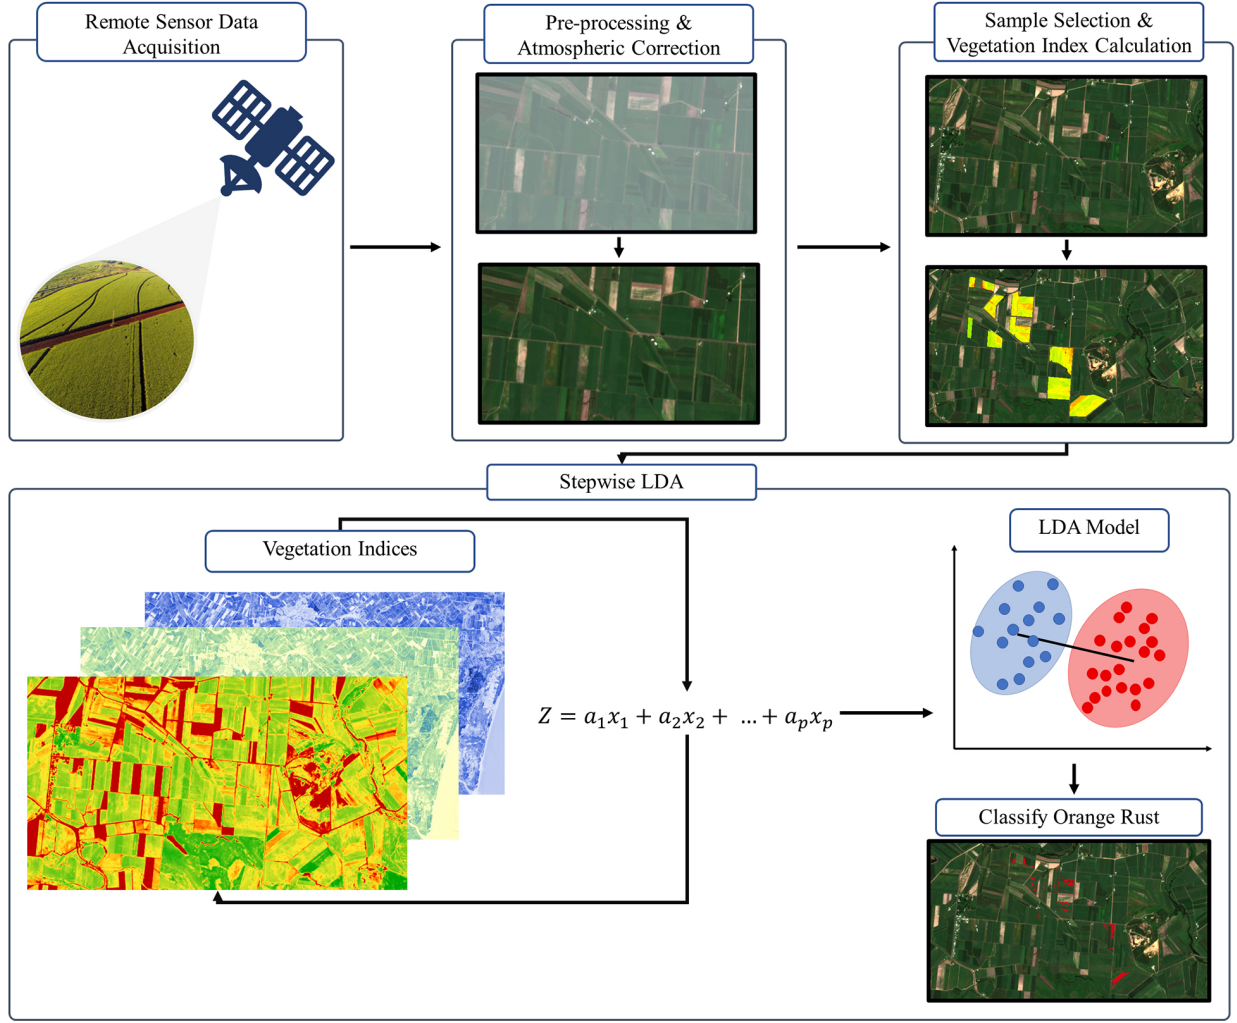 Remote Sensor Data
Acquisition
Pre-processing &
Atmospheric Correction
Sample Selection &
Vegetation Index Calculation
Stepwise LDA
Vegetation Indices
Z = a₁x₁ + a₂x₂ + ...+ aₚxₚ
LDA Model
Classify Orange Rust